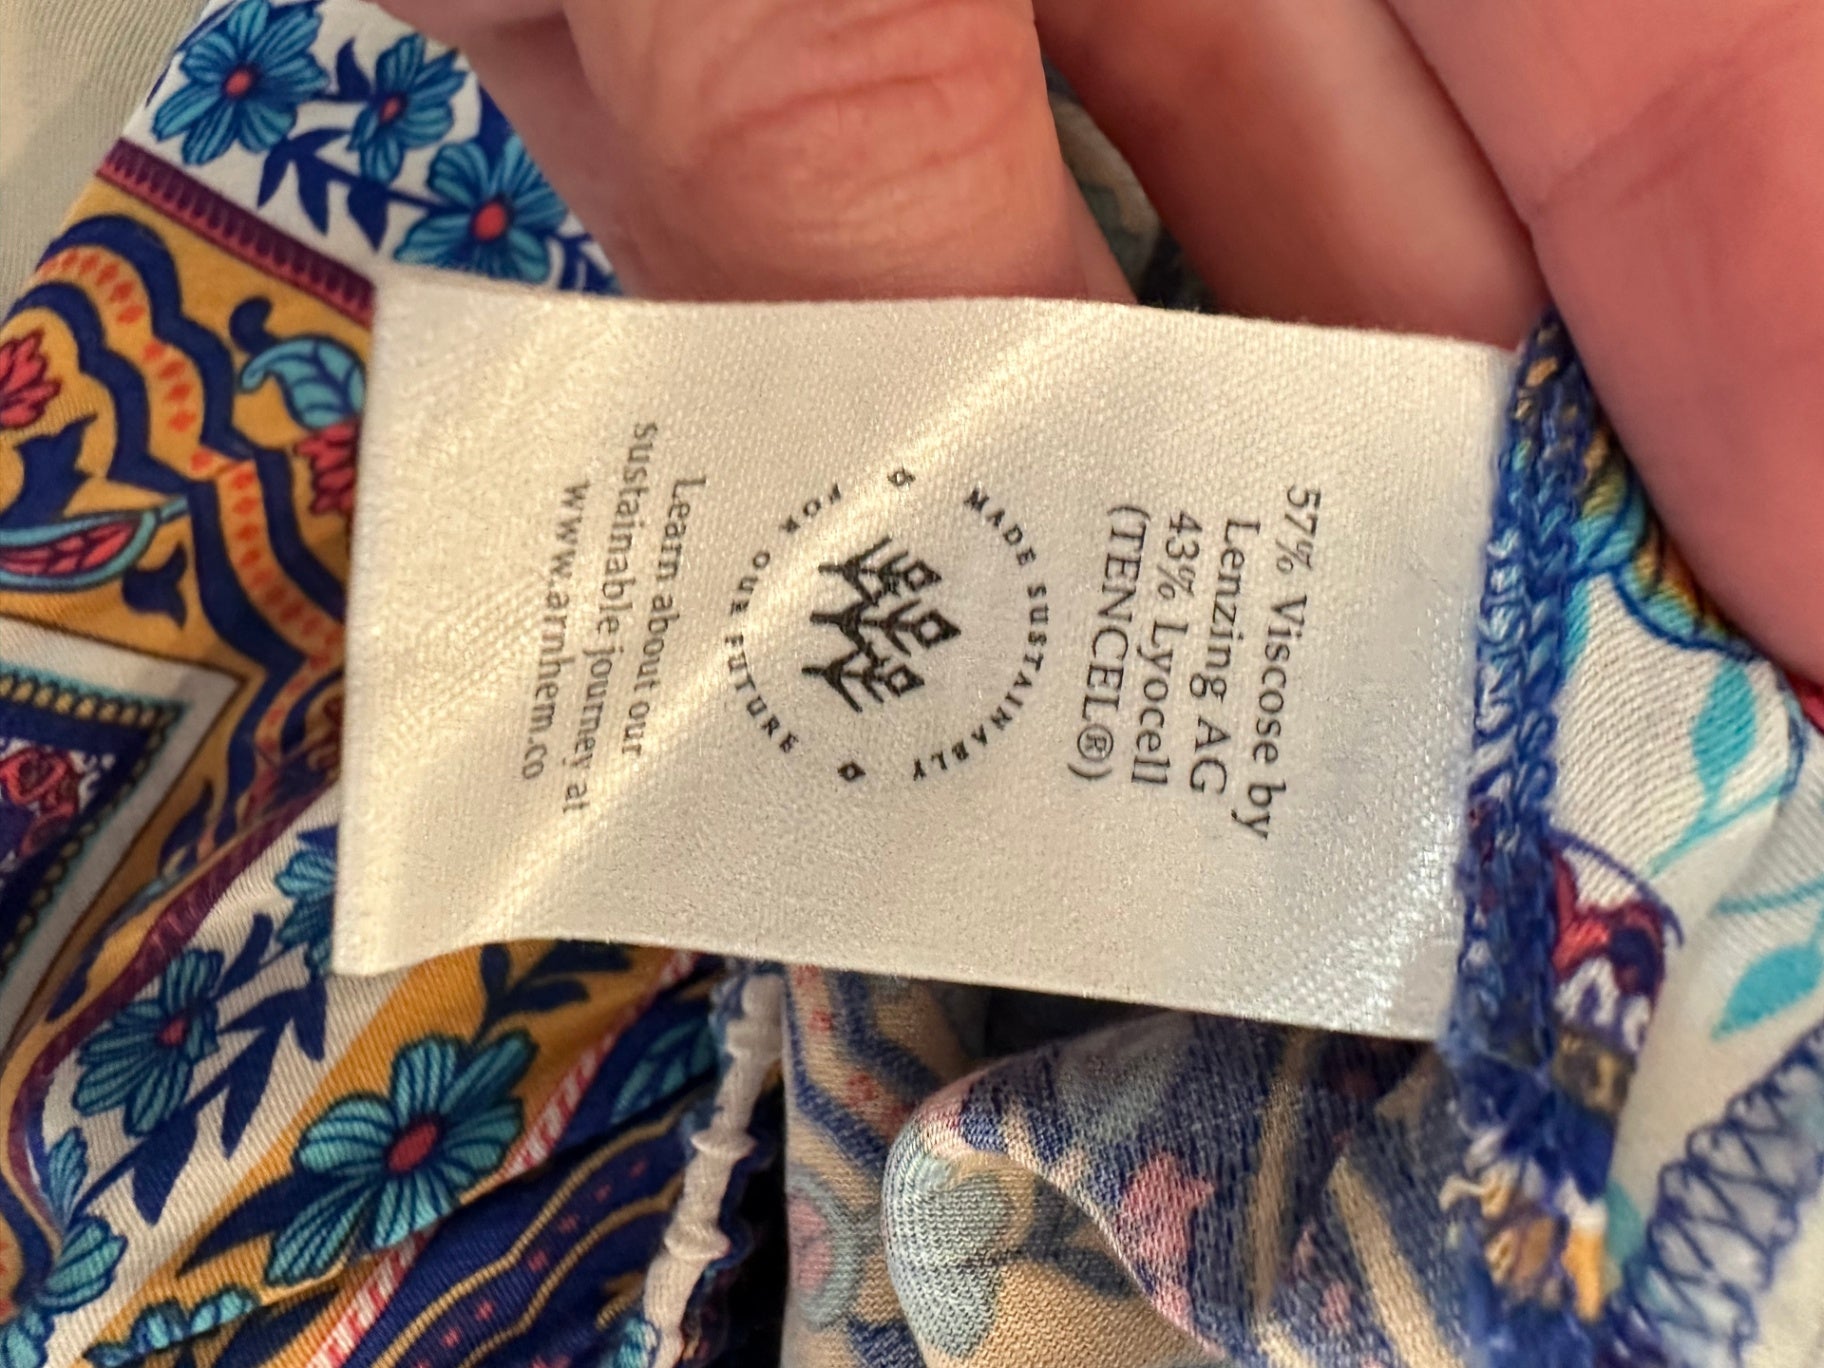 57% Viscose by
Lenzing AG
43% Lyocell
(TENCEL®)
MADE SUSTAINABLY
FOR OUR FUTURE
Learn about our
sustainable journey at
www.arnhem.co